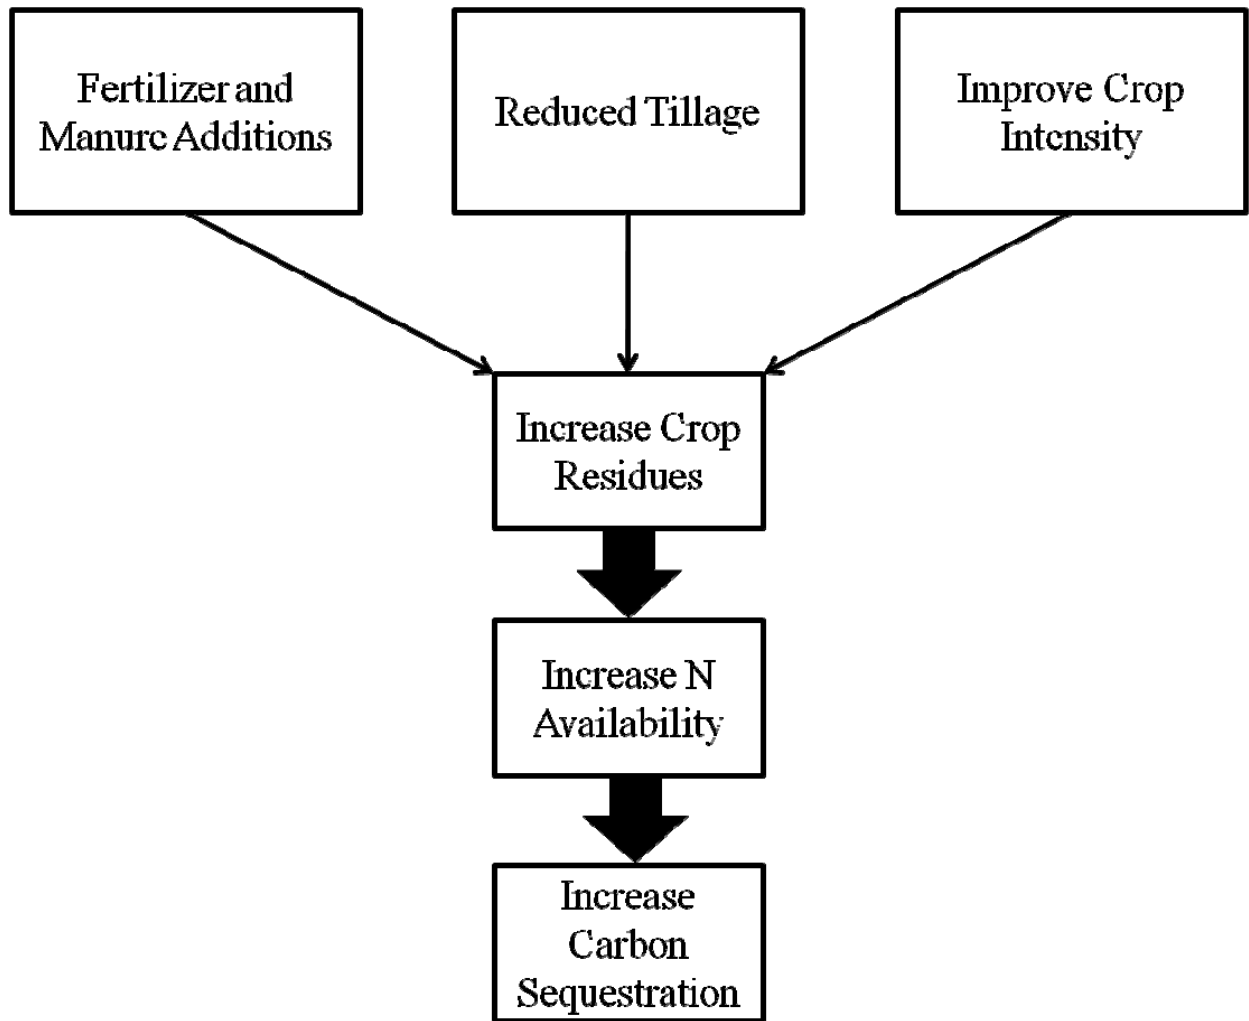 Fertilizer and
Manure Additions
Reduced Tillage
Improve Crop
Intensity
Increase Crop
Residues
Increase N
Availability
Increase
Carbon
Sequestration